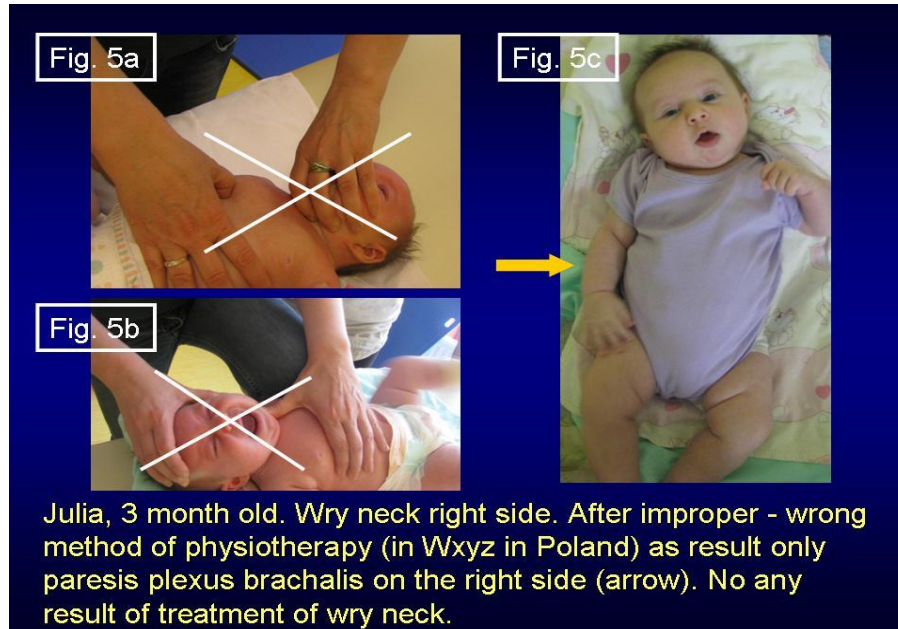 Fig. 5a
Fig. 5c
Fig. 5b
Julia, 3 month old. Wry neck right side. After improper - wrong
method of physiotherapy (in Wxyz in Poland) as result only
paresis plexus brachalis on the right side (arrow). No any
result of treatment of wry neck.